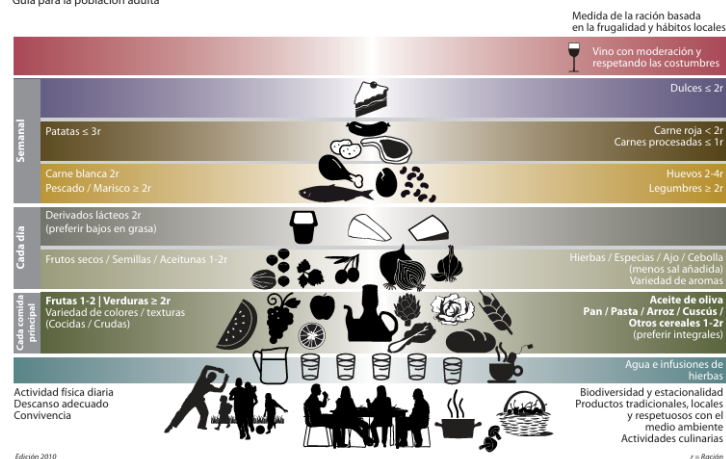 Guía para la población adulta
Medida de la ración basada
en la frugalidad y hábitos locales
Vino con moderación y
respetando las costumbres
Semanal
Dulces ≤ 2r
Patatas ≤ 3r
Carne roja < 2r
Carnes procesadas ≤ 1r
Carne blanca 2r
Pescado / Marisco ≥ 2r
Huevos 2-4r
Legumbres ≥ 2r
Cada día
Derivados lácteos 2r
(preferir bajos en grasa)
Frutos secos / Semillas / Aceitunas 1-2r
Hierbas / Especias / Ajo / Cebolla
(menos sal añadida)
Variedad de aromas
Cada comida
principal
Frutas 1-2 | Verduras ≥ 2r
Variedad de colores / texturas
(Cocidas / Crudas)
Aceite de oliva
Pan / Pasta / Arroz / Cuscús /
Otros cereales 1-2r
(preferir integrales)
Agua e infusiones de
hierbas
Actividad física diaria
Descanso adecuado
Convivencia
Biodiversidad y estacionalidad
Productos tradicionales, locales
y respetuosos con el
medio ambiente
Actividades culinarias
Edición 2010
r = Ración